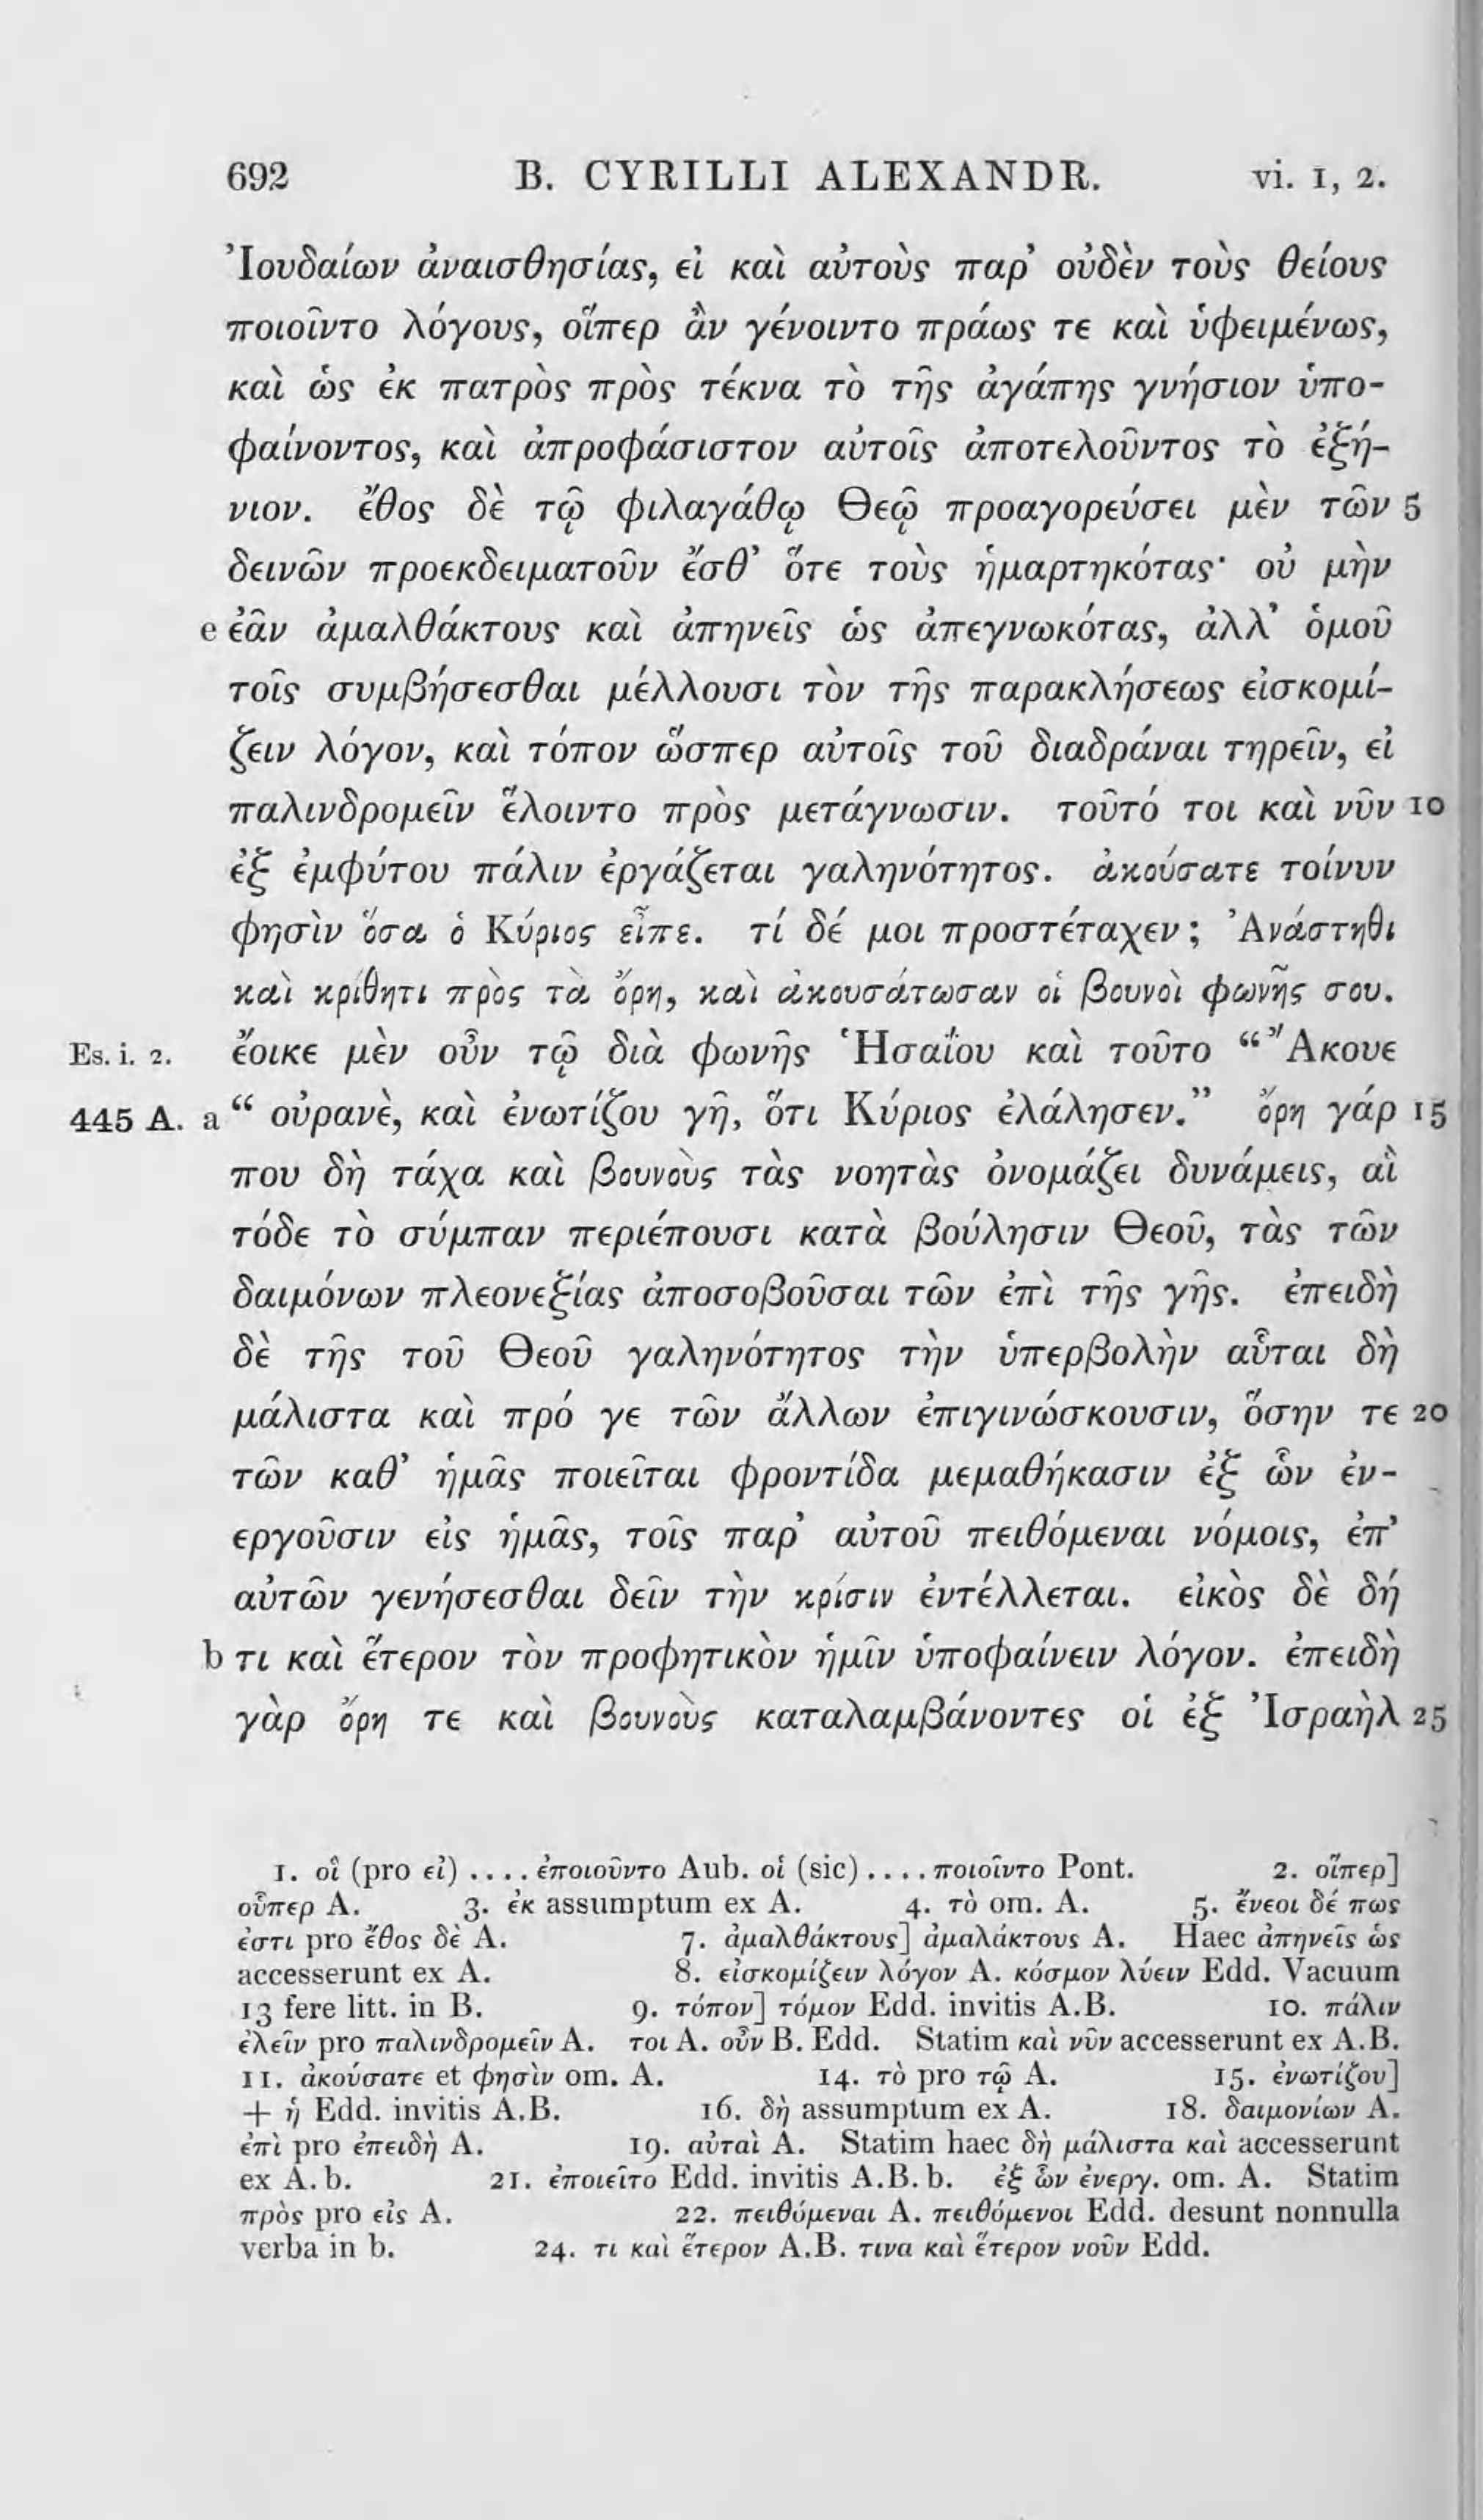 692 B. CYRILLI ALEXANDR. vi. 1, 2.
Ἰουδαίων ἀναισθησίας, εἰ καὶ αὐτοὺς παρ’ οὐδὲν τοὺς θείους
ποιοῖντο λόγους, οἵπερ ἂν γένοιντο πράως τε καὶ ὑφειμένως,
καὶ ὡς ἐκ πατρὸς πρὸς τέκνα τὸ τῆς ἀγάπης γνήσιον ὑπο-
φαίνοντος, καὶ ἀπροφάσιστον αὐτοῖς ἀποτελοῦντος τὸ ἐξή-
νιον. ἔθος δὲ τῷ φιλαγάθῳ Θεῷ προαγορεύσει μὲν τῶν 5
δεινῶν προεκδειματοῦν ἔσθ’ ὅτε τοὺς ἡμαρτηκότας· οὐ μὴν
e ἐᾶν ἀμαλθάκτους καὶ ἀπηνεῖς ὡς ἀπεγνωκότας, ἀλλ’ ὁμοῦ
τοῖς συμβήσεσθαι μέλλουσι τὸν τῆς παρακλήσεως εἰσκομί-
ζειν λόγον, καὶ τόπον ὥσπερ αὐτοῖς τοῦ διαδράναι τηρεῖν, εἰ
παλινδρομεῖν ἕλοιντο πρὸς μετάγνωσιν. τοῦτό τοι καὶ νῦν 10
ἐξ ἐμφύτου πάλιν ἐργάζεται γαληνότητος. ἀκούσατε τοίνυν
φησὶν ὅσα ὁ Κύριος εἶπε. τί δέ μοι προστέταχεν; Ἀνάστηθι
καὶ κρίθητι πρὸς τὰ ὄρη, καὶ ἀκουσάτωσαν οἱ βουνοὶ φωνῆς σου.
Es. i. 2. ἔοικε μὲν οὖν τῷ διὰ φωνῆς Ἡσαΐου καὶ τοῦτο “Ἄκουε
445 A. a “ οὐρανὲ, καὶ ἐνωτίζου γῆ, ὅτι Κύριος ἐλάλησεν.” ὄρη γάρ 15
που δὴ τάχα καὶ βουνοὺς τὰς νοητὰς ὀνομάζει δυνάμεις, αἳ
τόδε τὸ σύμπαν περιέπουσι κατὰ βούλησιν Θεοῦ, τὰς τῶν
δαιμόνων πλεονεξίας ἀποσοβοῦσαι τῶν ἐπὶ τῆς γῆς. ἐπειδὴ
δὲ τῆς τοῦ Θεοῦ γαληνότητος τὴν ὑπερβολὴν αὗται δὴ
μάλιστα καὶ πρό γε τῶν ἄλλων ἐπιγινώσκουσιν, ὅσην τε 20
τῶν καθ’ ἡμᾶς ποιεῖται φροντίδα μεμαθήκασιν ἐξ ὧν ἐν-
εργοῦσιν εἰς ἡμᾶς, τοῖς παρ’ αὐτοῦ πειθόμεναι νόμοις, ἐπ’
αὐτῶν γενήσεσθαι δεῖν τὴν κρίσιν ἐντέλλεται. εἰκὸς δὲ δή
b τι καὶ ἕτερον τὸν προφητικὸν ἡμῖν ὑποφαίνειν λόγον. ἐπειδὴ
γὰρ ὄρη τε καὶ βουνοὺς καταλαμβάνοντες οἱ ἐξ Ἰσραὴλ 25
1. οἳ (pro εἰ) .... ἐποιοῦντο Aub. οἱ (sic) .... ποιοῖντο Pont. 2. οἵπερ]
οὗπερ A. 3. ἐκ assumptum ex A. 4. τὸ om. A. 5. ἔνεοι δέ πως
ἐστι pro ἔθος δὲ A. 7. ἀμαλθάκτους] ἀμαλάκτους A. Haec ἀπηνεῖς ὡς
accesserunt ex A. 8. εἰσκομίζειν λόγον A. κόσμον λύειν Edd. Vacuum
13 fere litt. in B. 9. τόπον] τόμον Edd. invitis A.B. 10. πάλιν
ἐλεῖν pro παλινδρομεῖν A. τοι A. οὖν B. Edd. Statim καὶ νῦν accesserunt ex A.B.
11. ἀκούσατε et φησὶν om. A. 14. τὸ pro τῷ A. 15. ἐνωτίζου]
+ ἡ Edd. invitis A.B. 16. δὴ assumptum ex A. 18. δαιμονίων A.
ἐπὶ pro ἐπειδὴ A. 19. αὐταὶ A. Statim haec δὴ μάλιστα καὶ accesserunt
ex A. b. 21. ἐποιεῖτο Edd. invitis A.B. b. ἐξ ὧν ἐνεργ. om. A. Statim
πρὸς pro εἰς A. 22. πειθόμεναι A. πειθόμενοι Edd. desunt nonnulla
verba in b. 24. τι καὶ ἕτερον A.B. τινα καὶ ἕτερον νοῦν Edd.